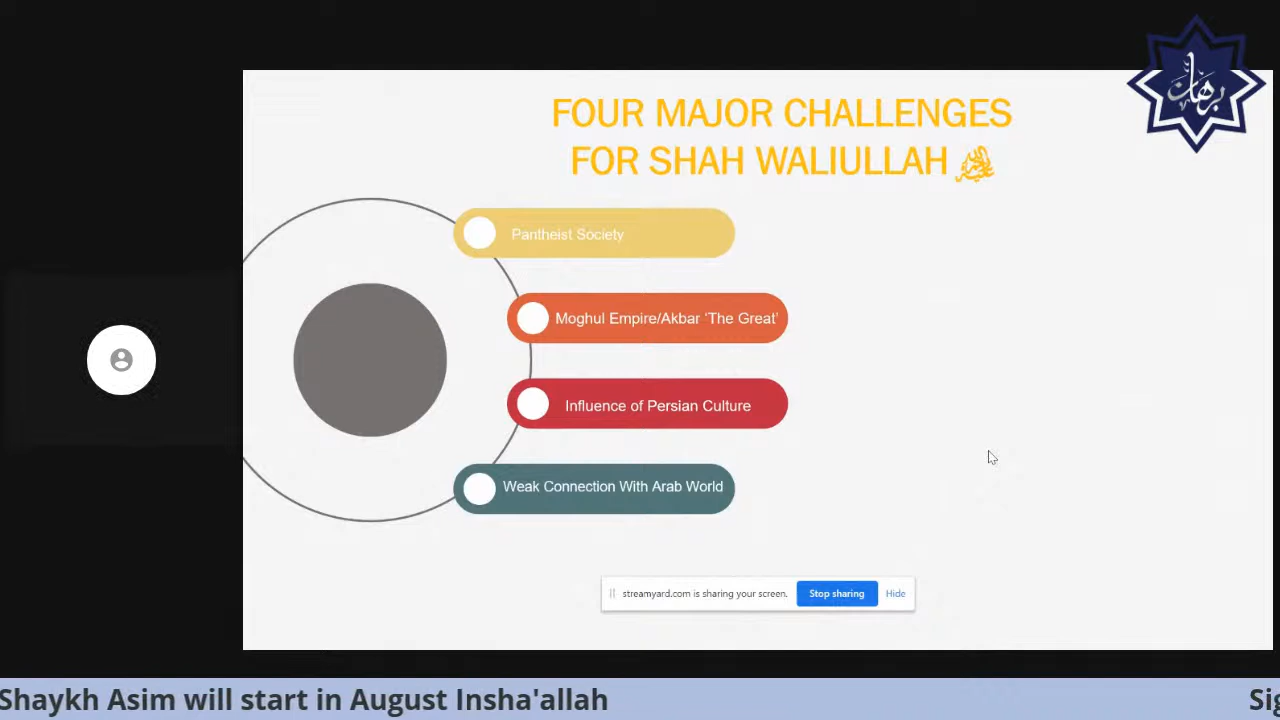 برهان
FOUR MAJOR CHALLENGES
FOR SHAH WALIULLAH
Pantheist Society
Moghul Empire/Akbar ‘The Great’
Influence of Persian Culture
Weak Connection With Arab World
streamyard.com is sharing your screen. Stop sharing Hide
Shaykh Asim will start in August Insha'allah Sig